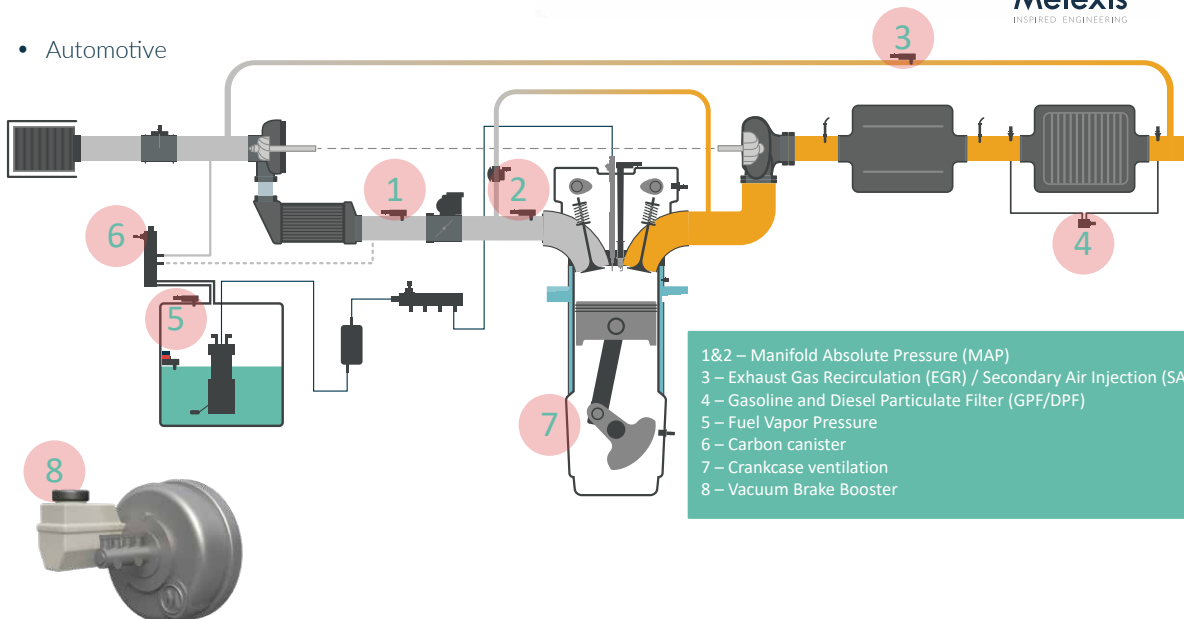 Melexis
INSPIRED ENGINEERING
• Automotive
3
1
2
6
4
5
7
8
1&2 – Manifold Absolute Pressure (MAP)
3 – Exhaust Gas Recirculation (EGR) / Secondary Air Injection (SA
4 – Gasoline and Diesel Particulate Filter (GPF/DPF)
5 – Fuel Vapor Pressure
6 – Carbon canister
7 – Crankcase ventilation
8 – Vacuum Brake Booster